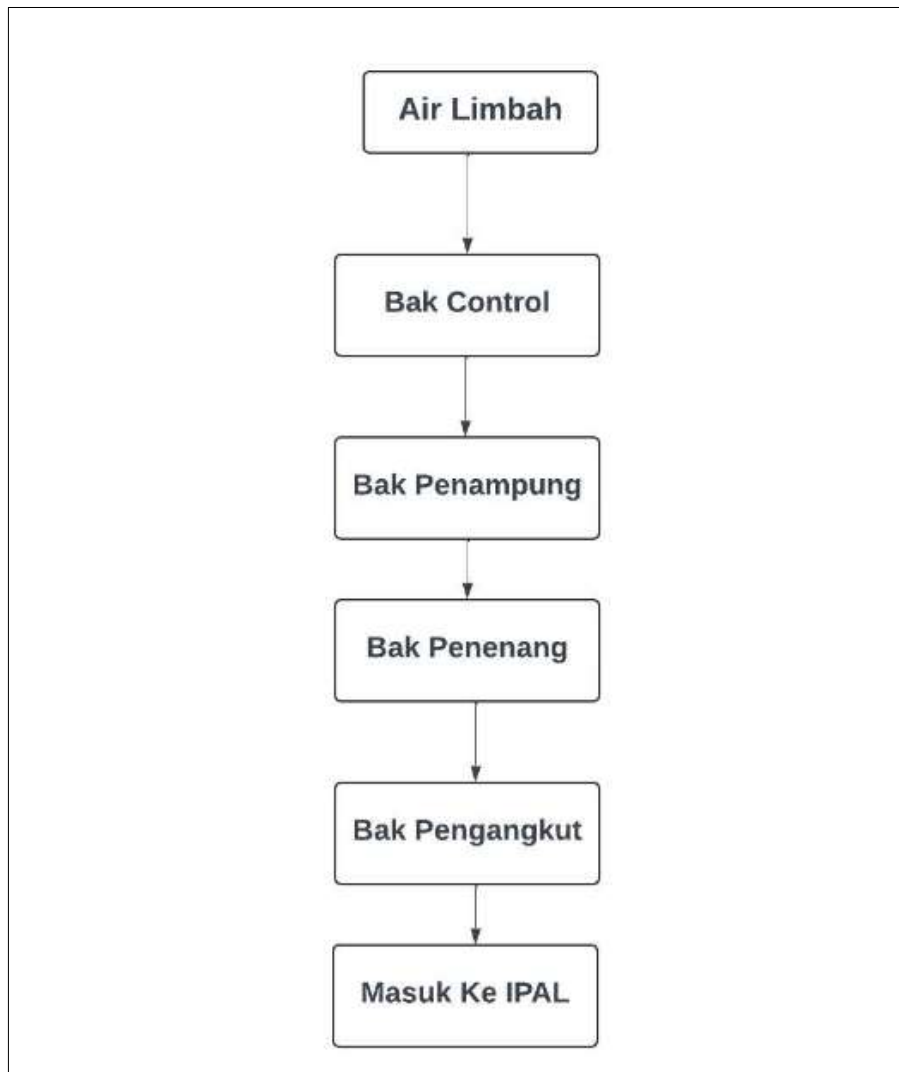 Air Limbah
Bak Control
Bak Penampung
Bak Penenang
Bak Pengangkut
Masuk Ke IPAL